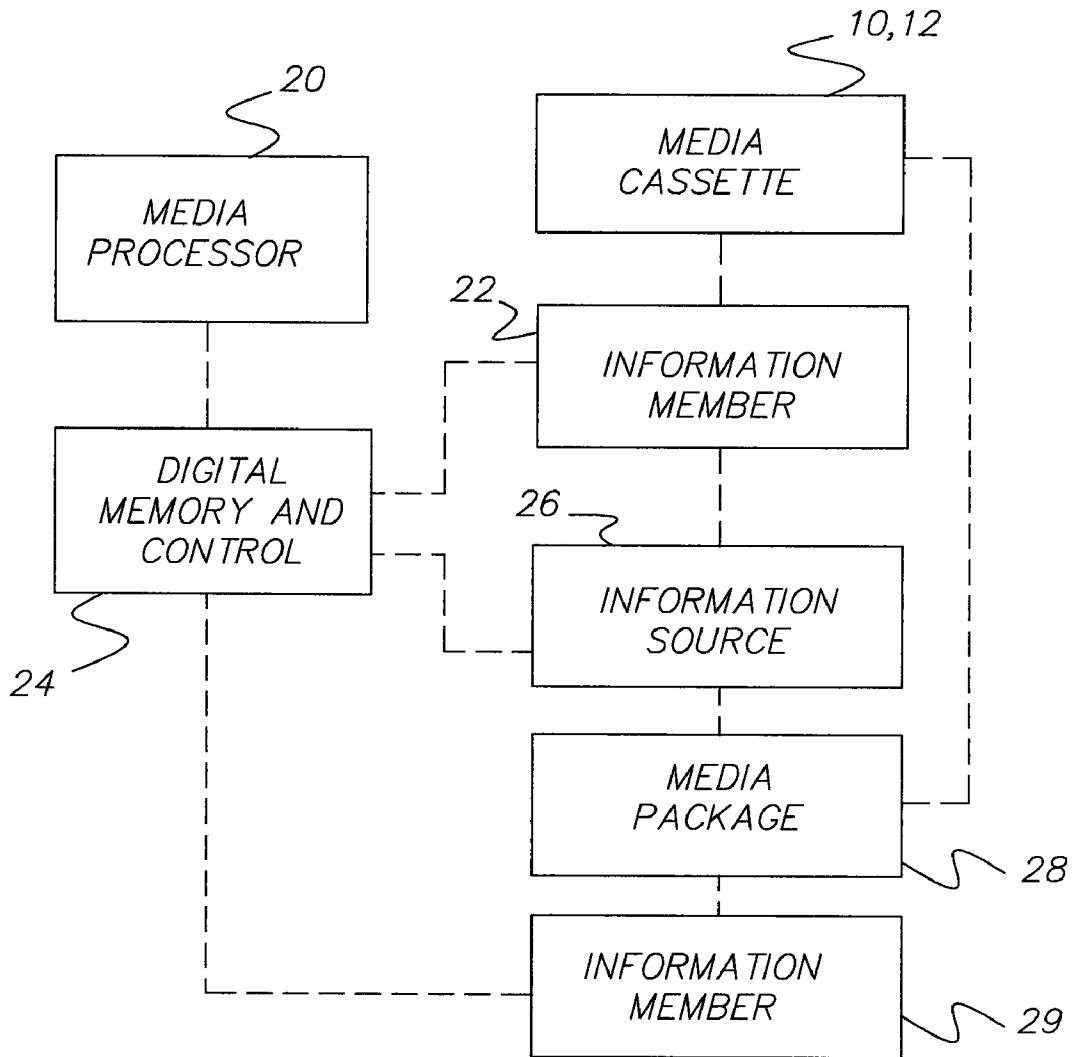 10,12
20
MEDIA
CASSETTE
MEDIA
PROCESSOR
22
INFORMATION
MEMBER
DIGITAL
MEMORY AND
CONTROL
26
INFORMATION
SOURCE
24
MEDIA
PACKAGE
28
INFORMATION
MEMBER
29